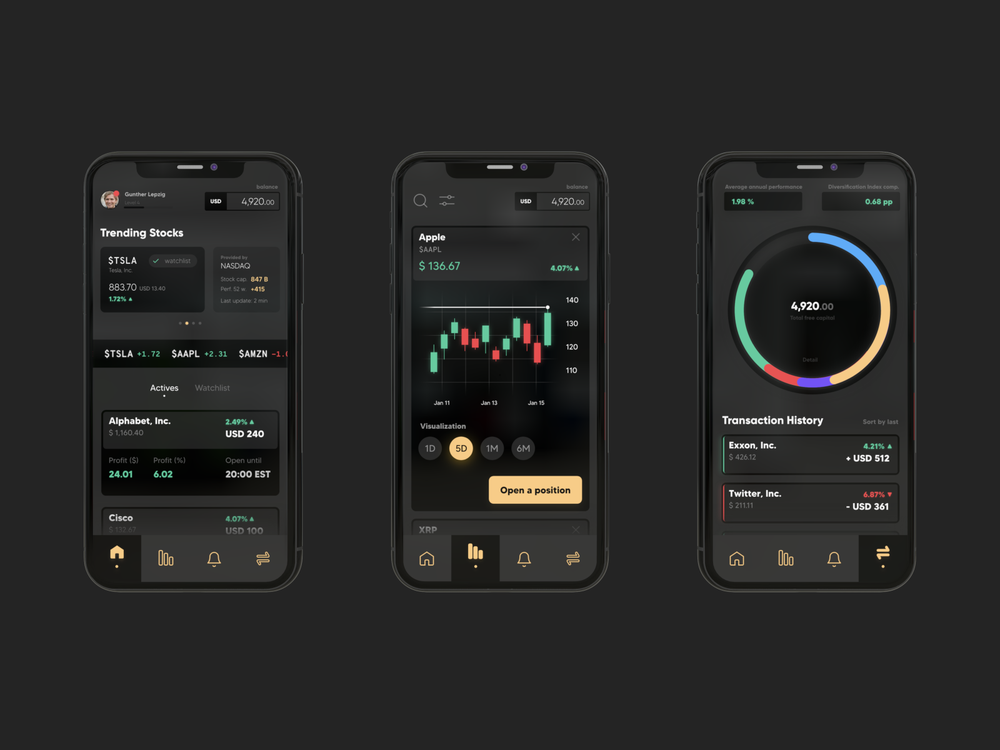 Gunther Leipzig
balance
USD 4,920.00
Trending Stocks
$TSLA
Tesla, Inc.
watchlist
883.70 USD 13.40
1.72% ▲
Provided by
NASDAQ
Stock cap. 847 B
Perf. 52 w. +415
Last update: 2 min
$TSLA +1.72 $AAPL +2.31 $AMZN -1.0
Actives Watchlist
Alphabet, Inc. 2.49% ▲
$ 1,160.40 USD 240
Profit ($) Profit (%) Open until
24.01 6.02 20:00 EST
Cisco 4.07% ▲
$ 132.67 USD 100
balance
USD 4,920.00
Apple
$AAPL
$ 136.67 4.07% ▲
140
130
120
110
Jan 11 Jan 13 Jan 15
Visualization
1D 5D 1M 6M
Open a position
XRP
Average annual performance Diversification Index comp.
1.98 % 0.68 pp
4,920.00
Total free capital
Detail
Transaction History Sort by last
Exxon, Inc. 4.21% ▲
$ 426.12 + USD 512
Twitter, Inc. 6.87% ▼
$ 211.11 - USD 361